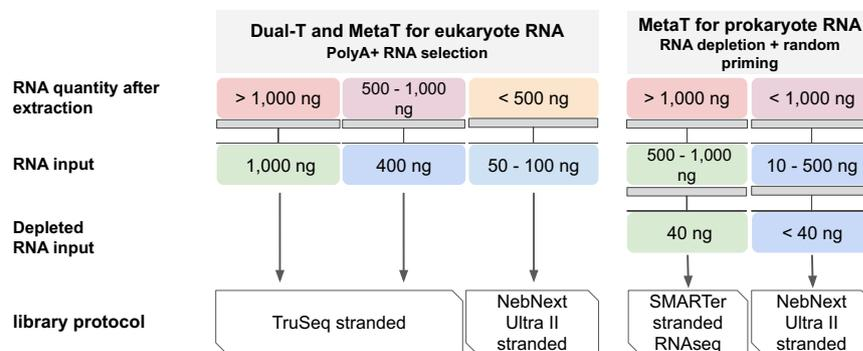 Dual-T and MetaT for eukaryote RNA
PolyA+ RNA selection
MetaT for prokaryote RNA
RNA depletion + random
priming
RNA quantity after
extraction
> 1,000 ng
500 - 1,000
ng
< 500 ng
> 1,000 ng
< 1,000 ng
RNA input
1,000 ng
400 ng
50 - 100 ng
500 - 1,000
ng
10 - 500 ng
Depleted
RNA input
40 ng
< 40 ng
library protocol
TruSeq stranded
NebNext
Ultra II
stranded
SMARTer
stranded
RNAseq
NebNext
Ultra II
stranded